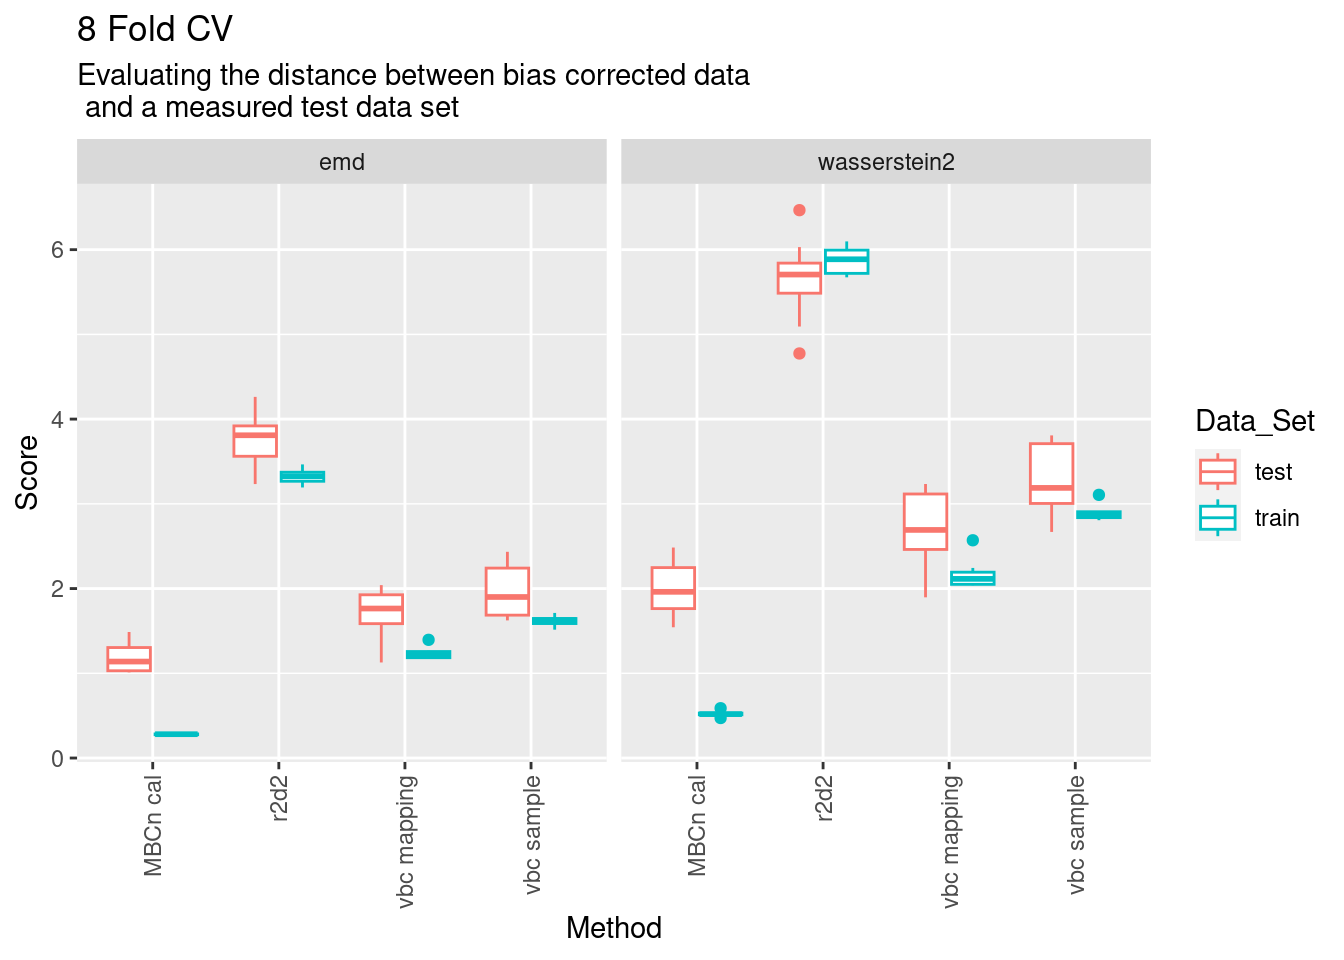 8 Fold CV
Evaluating the distance between bias corrected data
and a measured test data set
emd
wasserstein2
Score
6
4
2
0
MBCn cal
r2d2
vbc mapping
vbc sample
MBCn cal
r2d2
vbc mapping
vbc sample
Method
Data_Set
test
train